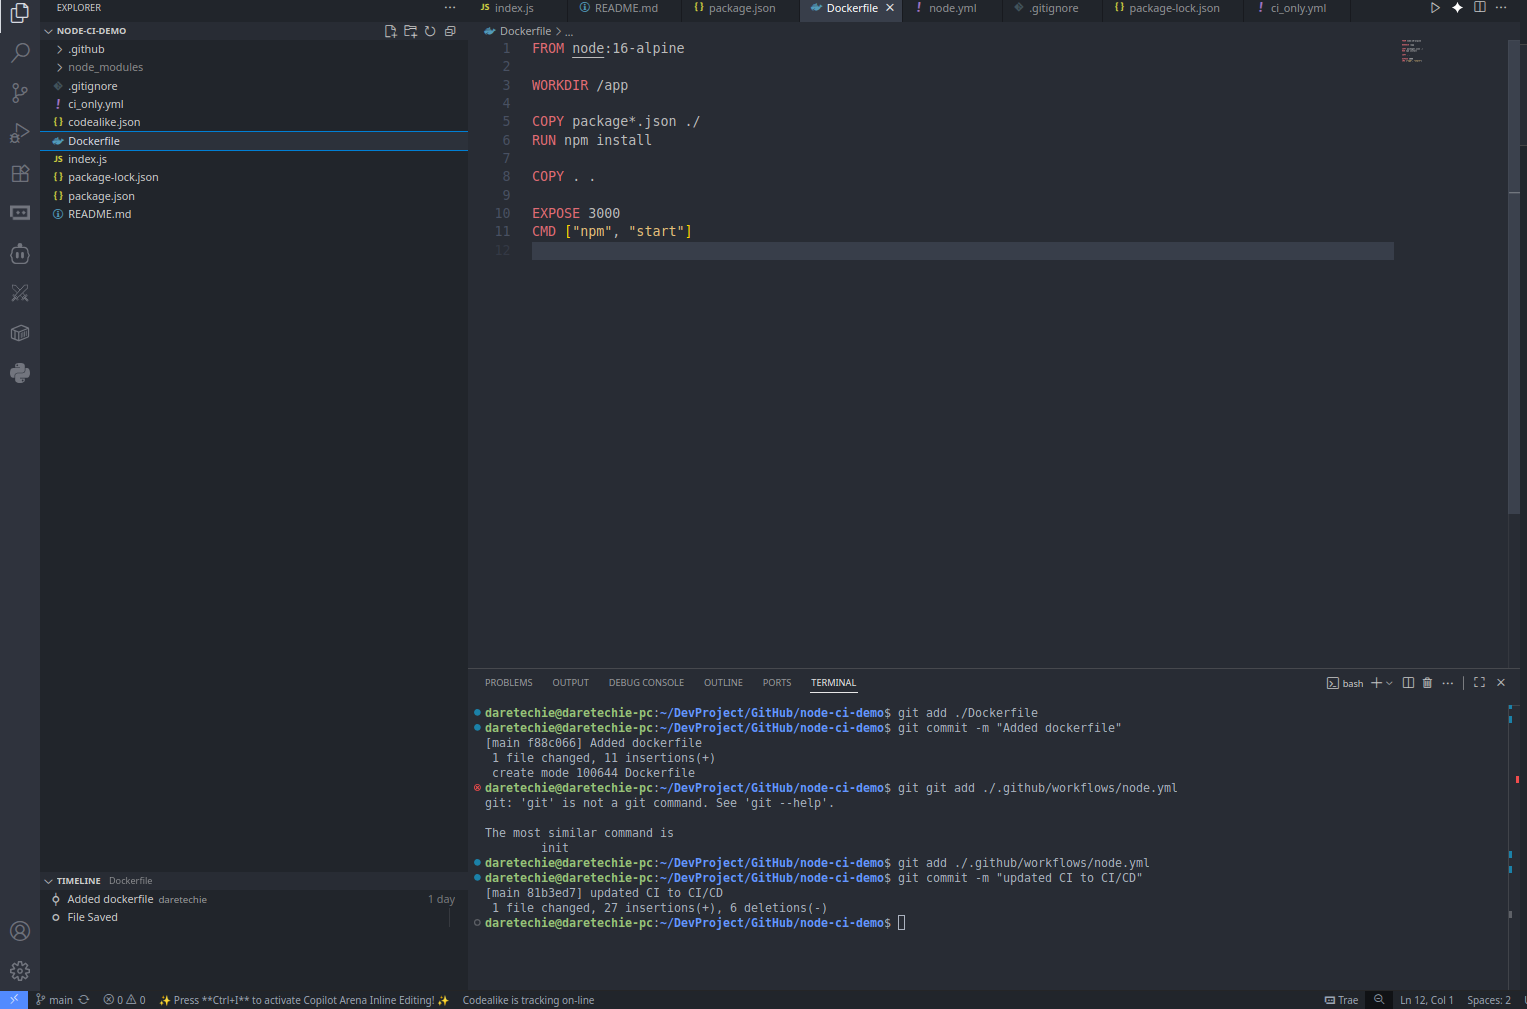 EXPLORER
···
JS index.js
README.md
{} package.json
Dockerfile ×
! node.yml
.gitignore
{} package-lock.json
! ci_only.yml
···
NODE-CI-DEMO
Dockerfile > ...
.github
node_modules
.gitignore
! ci_only.yml
{} codealike.json
Dockerfile
JS index.js
{} package-lock.json
{} package.json
README.md
1 FROM node:16-alpine
2
3 WORKDIR /app
4
5 COPY package*.json ./
6 RUN npm install
7
8 COPY . .
9
10 EXPOSE 3000
11 CMD ["npm", "start"]
12
PROBLEMS OUTPUT DEBUG CONSOLE OUTLINE PORTS TERMINAL
bash
daretechie@daretechie-pc:~/DevProject/GitHub/node-ci-demo$ git add ./Dockerfile
daretechie@daretechie-pc:~/DevProject/GitHub/node-ci-demo$ git commit -m "Added dockerfile"
[main f88c066] Added dockerfile
1 file changed, 11 insertions(+)
create mode 100644 Dockerfile
daretechie@daretechie-pc:~/DevProject/GitHub/node-ci-demo$ git git add ./.github/workflows/node.yml
git: 'git' is not a git command. See 'git --help'.
The most similar command is
init
daretechie@daretechie-pc:~/DevProject/GitHub/node-ci-demo$ git add ./.github/workflows/node.yml
daretechie@daretechie-pc:~/DevProject/GitHub/node-ci-demo$ git commit -m "updated CI to CI/CD"
[main 81b3ed7] updated CI to CI/CD
1 file changed, 27 insertions(+), 6 deletions(-)
daretechie@daretechie-pc:~/DevProject/GitHub/node-ci-demo$
TIMELINE Dockerfile
Added dockerfile daretechie 1 day
File Saved
main
0 0
✨ Press **Ctrl+I** to activate Copilot Arena Inline Editing! ✨
Codealike is tracking on-line
Trae
Ln 12, Col 1
Spaces: 2